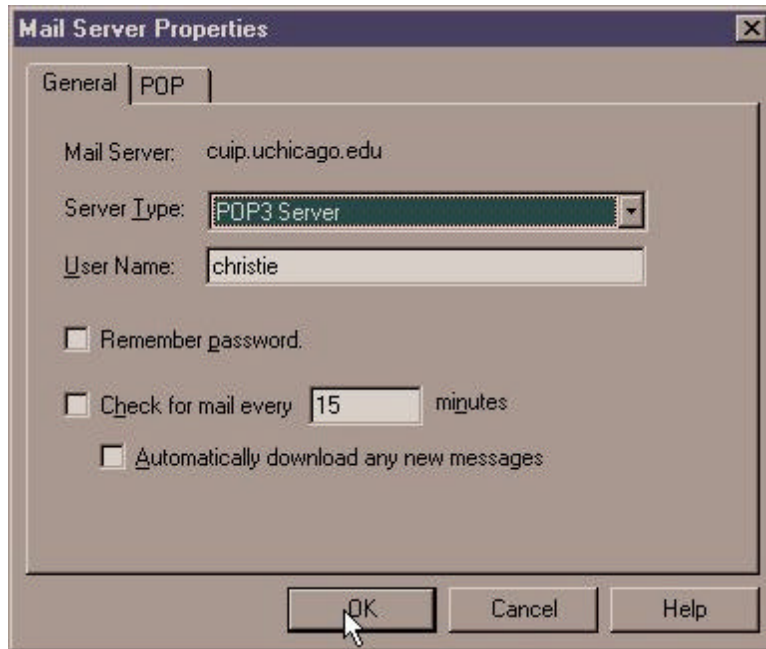 Mail Server Properties
General POP
Mail Server: cuip.uchicago.edu
Server Type: POP3 Server
User Name: christie
Remember password.
Check for mail every 15 minutes
Automatically download any new messages
OK Cancel Help